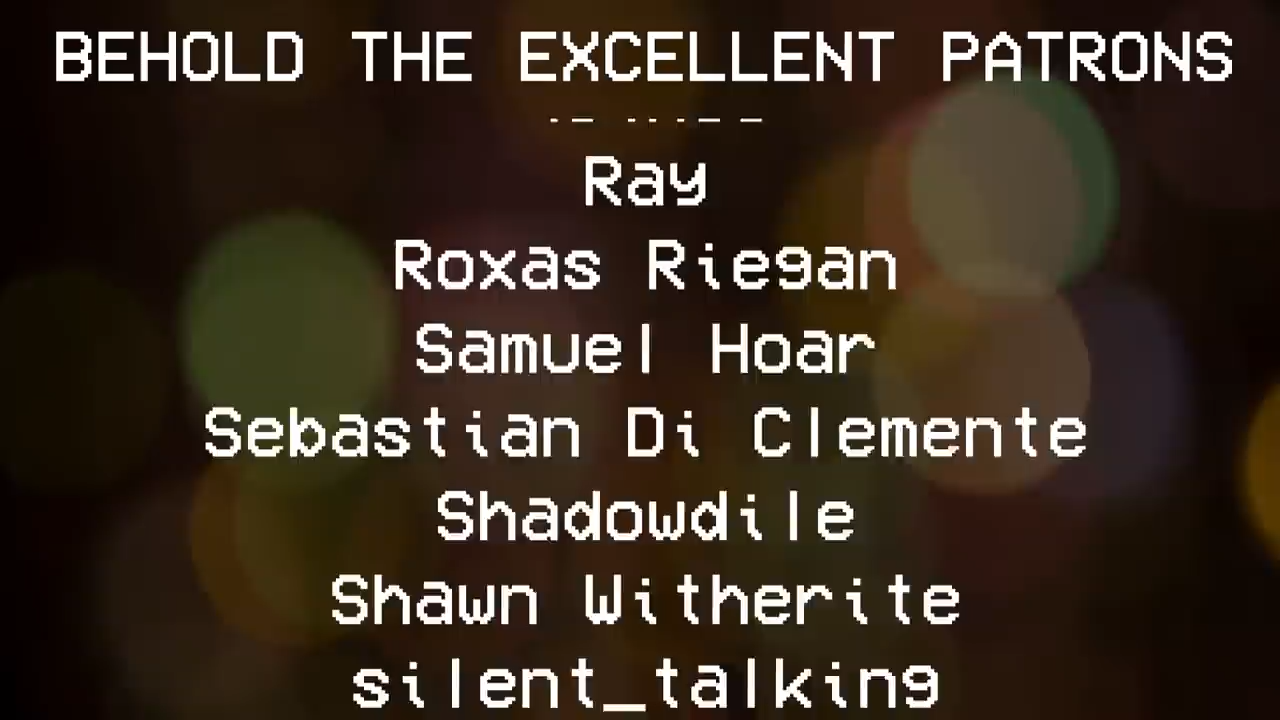 BEHOLD THE EXCELLENT PATRONS
Ray
Roxas Riegan
Samuel Hoar
Sebastian Di Clemente
Shadowdile
Shawn Witherite
silent_talking